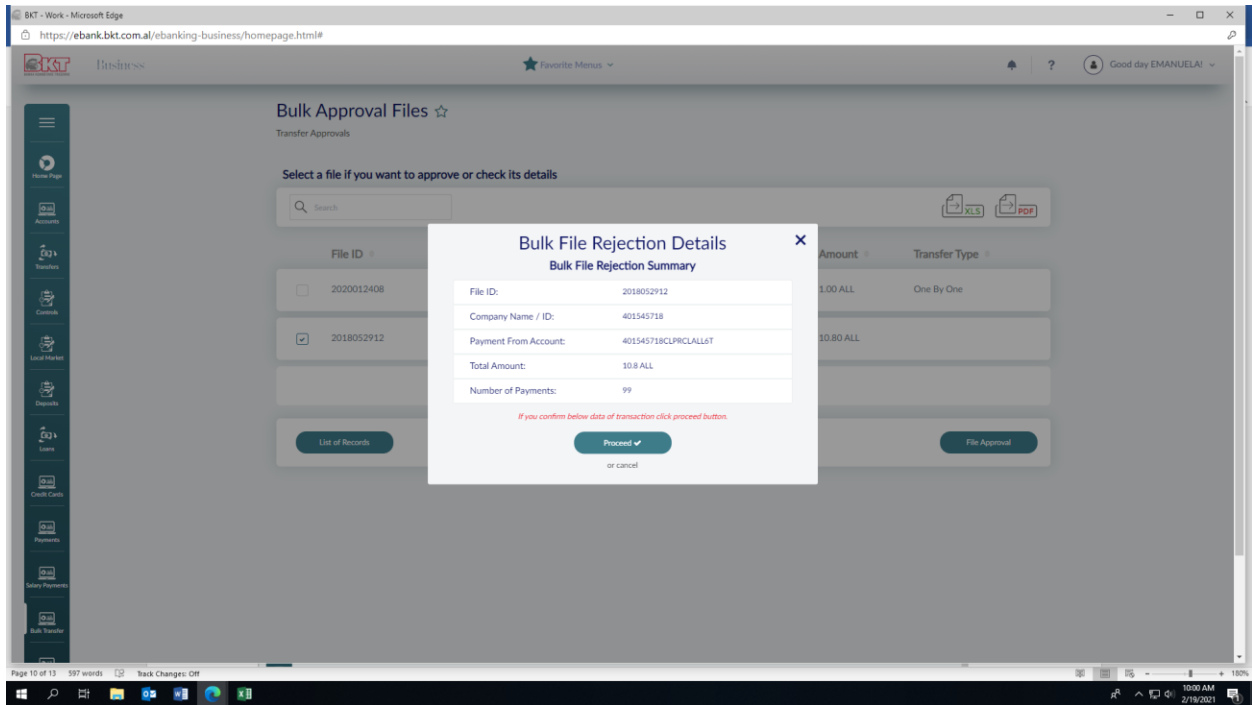 BKT - Work - Microsoft Edge
https://ebank.bkt.com.al/ebanking-business/homepage.html#
BKT Business
Favorite Menus
? Good day EMANUELA!
Bulk Approval Files
Transfer Approvals
Select a file if you want to approve or check its details
Search
XLS PDF
File ID Amount Transfer Type
2020012408 1.00 ALL One By One
2018052912 10.80 ALL
List of Records File Approval
Bulk File Rejection Details
Bulk File Rejection Summary
File ID: 2018052912
Company Name / ID: 401545718
Payment From Account: 401545718CLPRCLALL6T
Total Amount: 10.8 ALL
Number of Payments: 99
If you confirm below data of transaction click proceed button.
Proceed
or cancel
Home Page
Accounts
Transfers
Controls
Local Market
Deposits
Loans
Credit Cards
Payments
Salary Payments
Bulk Transfer
Page 10 of 13 597 words Track Changes: Off 180%
10:00 AM
2/19/2021